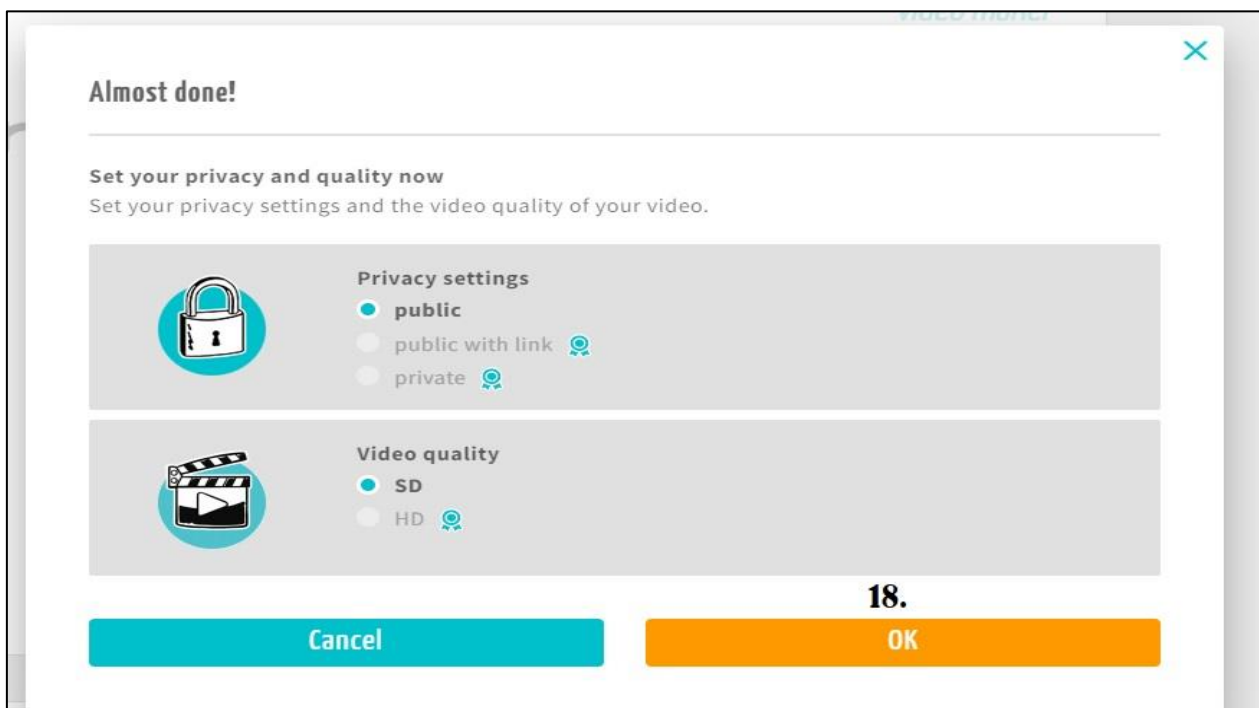 Almost done!
Set your privacy and quality now
Set your privacy settings and the video quality of your video.
Privacy settings
public
public with link
private
Video quality
SD
HD
18.
Cancel
OK